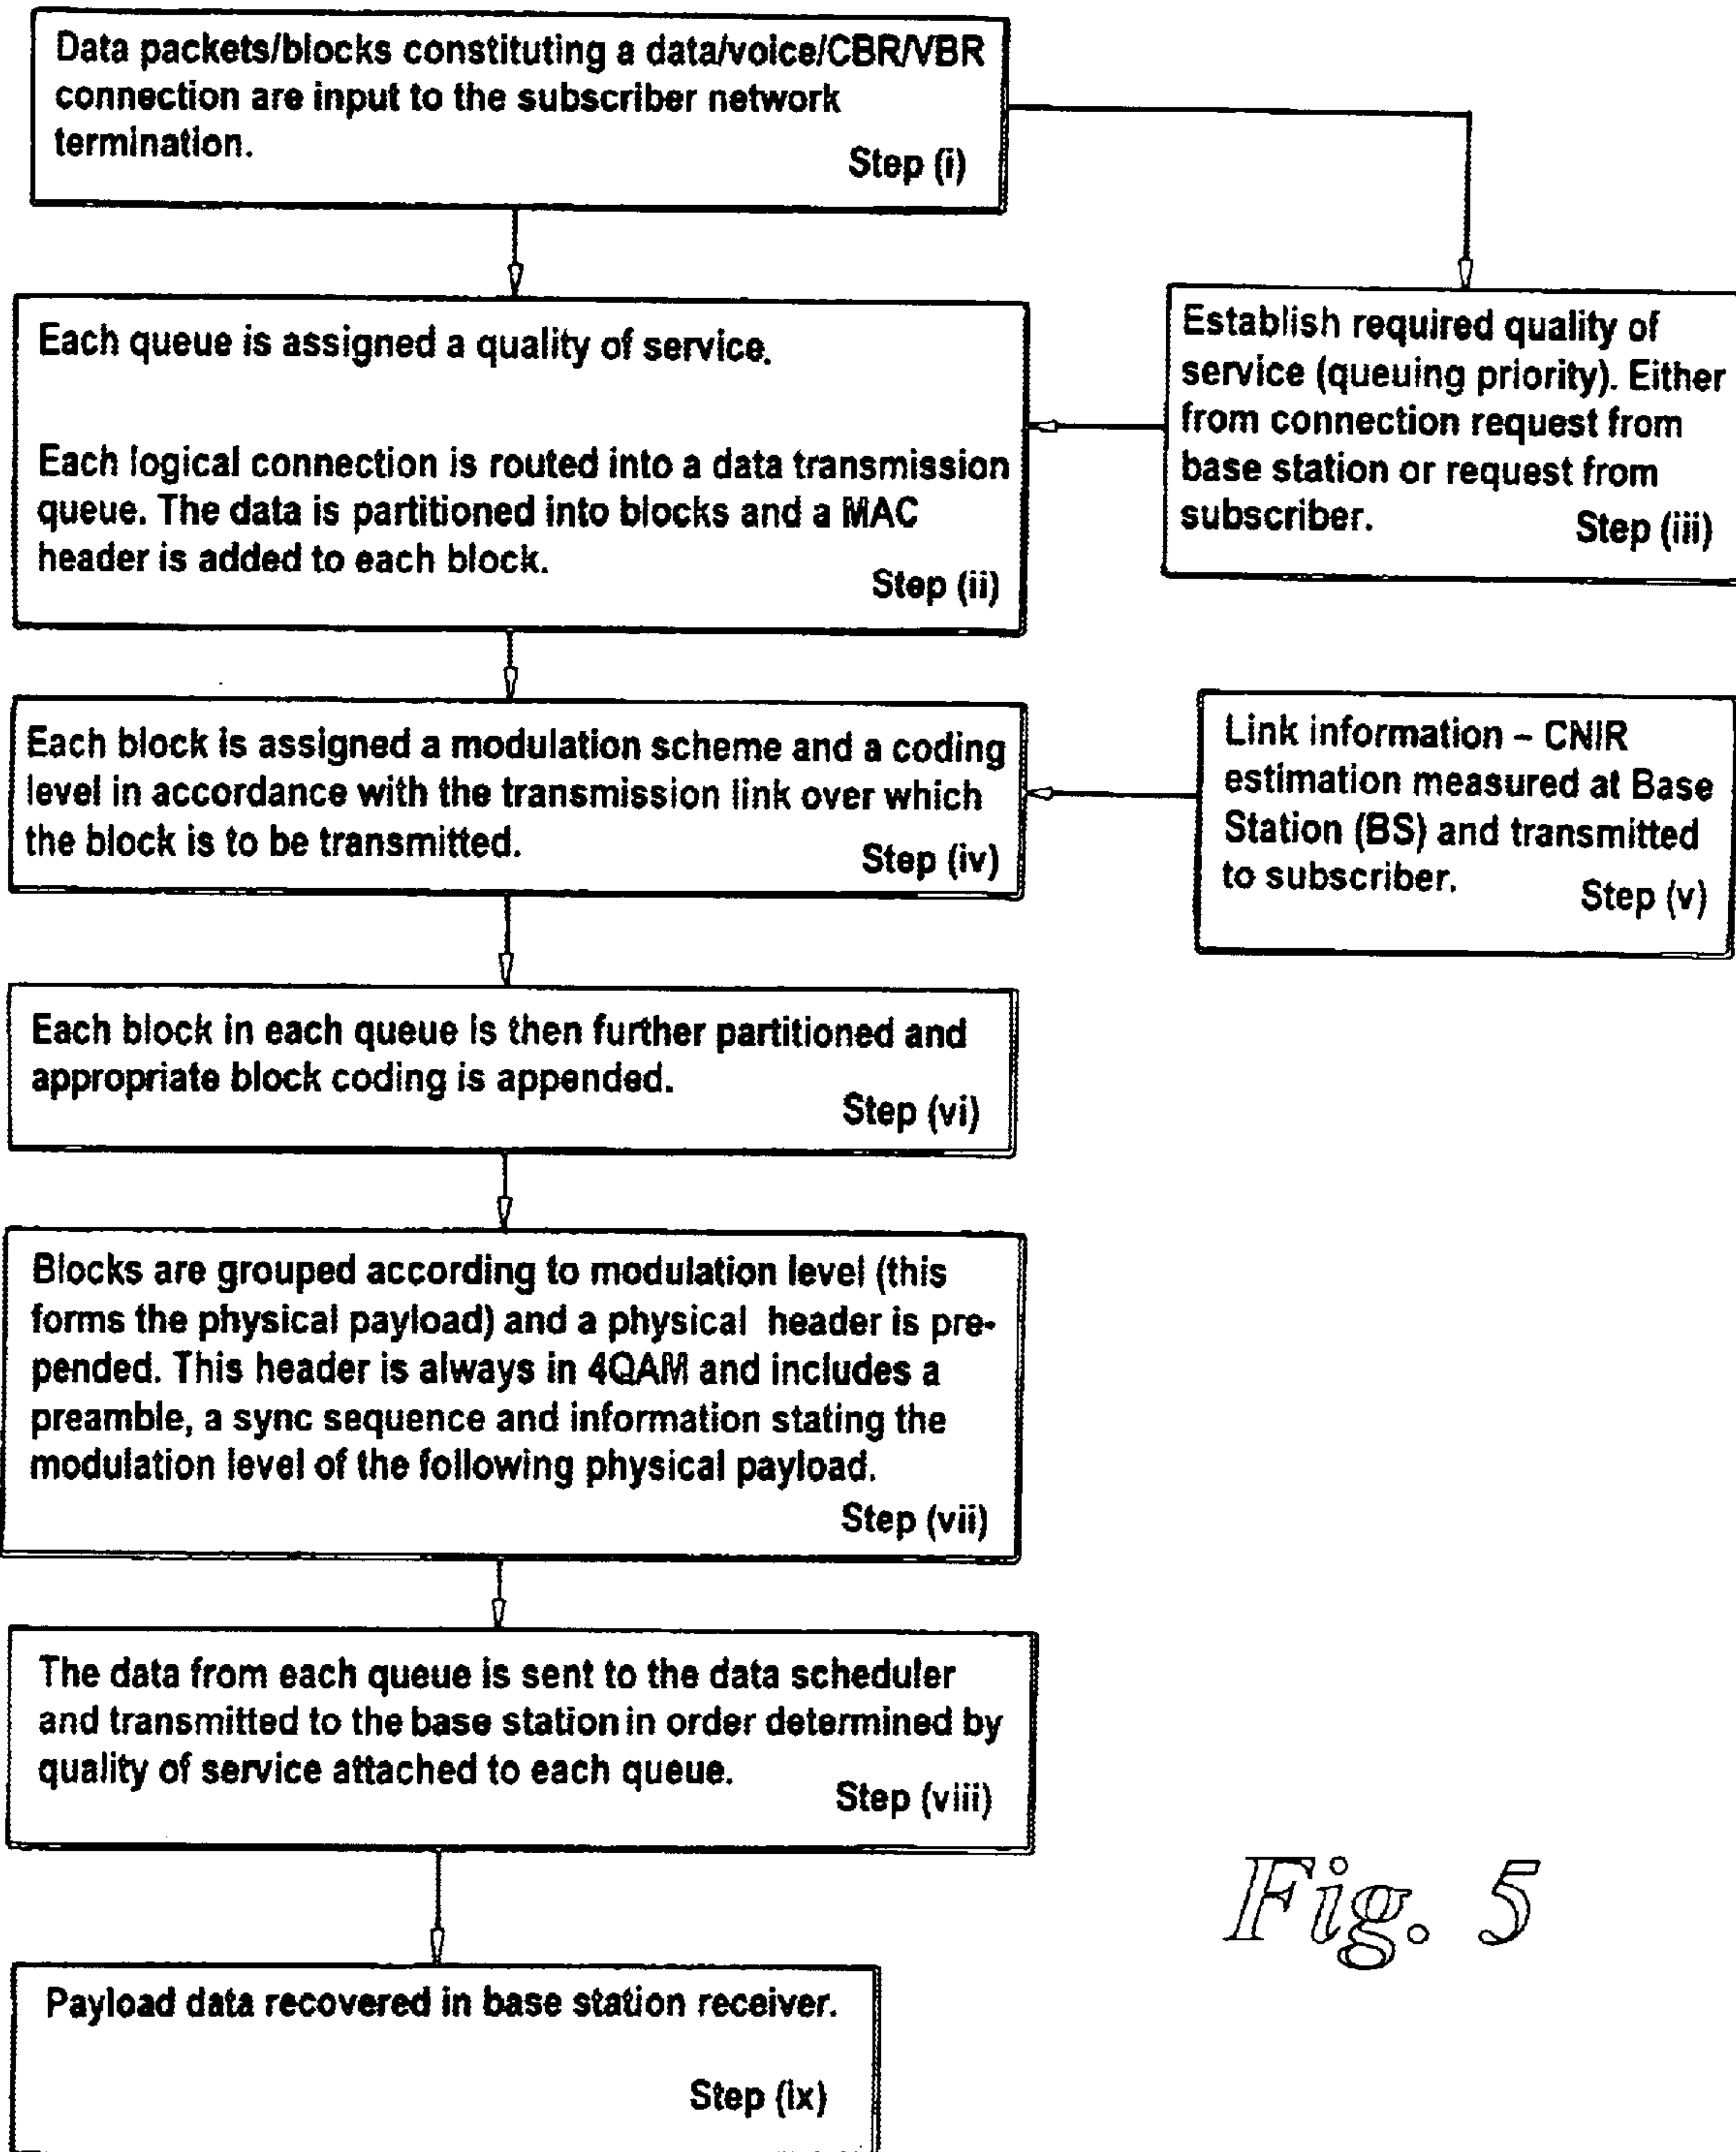 Data packets/blocks constituting a data/voice/CBR/VBR
connection are input to the subscriber network
termination.
Step (i)
Each queue is assigned a quality of service.
Each logical connection is routed into a data transmission
queue. The data is partitioned into blocks and a MAC
header is added to each block.
Step (ii)
Establish required quality of
service (queuing priority). Either
from connection request from
base station or request from
subscriber.
Step (iii)
Each block is assigned a modulation scheme and a coding
level in accordance with the transmission link over which
the block is to be transmitted.
Step (iv)
Link information – CNIR
estimation measured at Base
Station (BS) and transmitted
to subscriber.
Step (v)
Each block in each queue is then further partitioned and
appropriate block coding is appended.
Step (vi)
Blocks are grouped according to modulation level (this
forms the physical payload) and a physical header is pre-
pended. This header is always in 4QAM and includes a
preamble, a sync sequence and information stating the
modulation level of the following physical payload.
Step (vii)
The data from each queue is sent to the data scheduler
and transmitted to the base station in order determined by
quality of service attached to each queue.
Step (viii)
Payload data recovered in base station receiver.
Step (ix)
Fig. 5